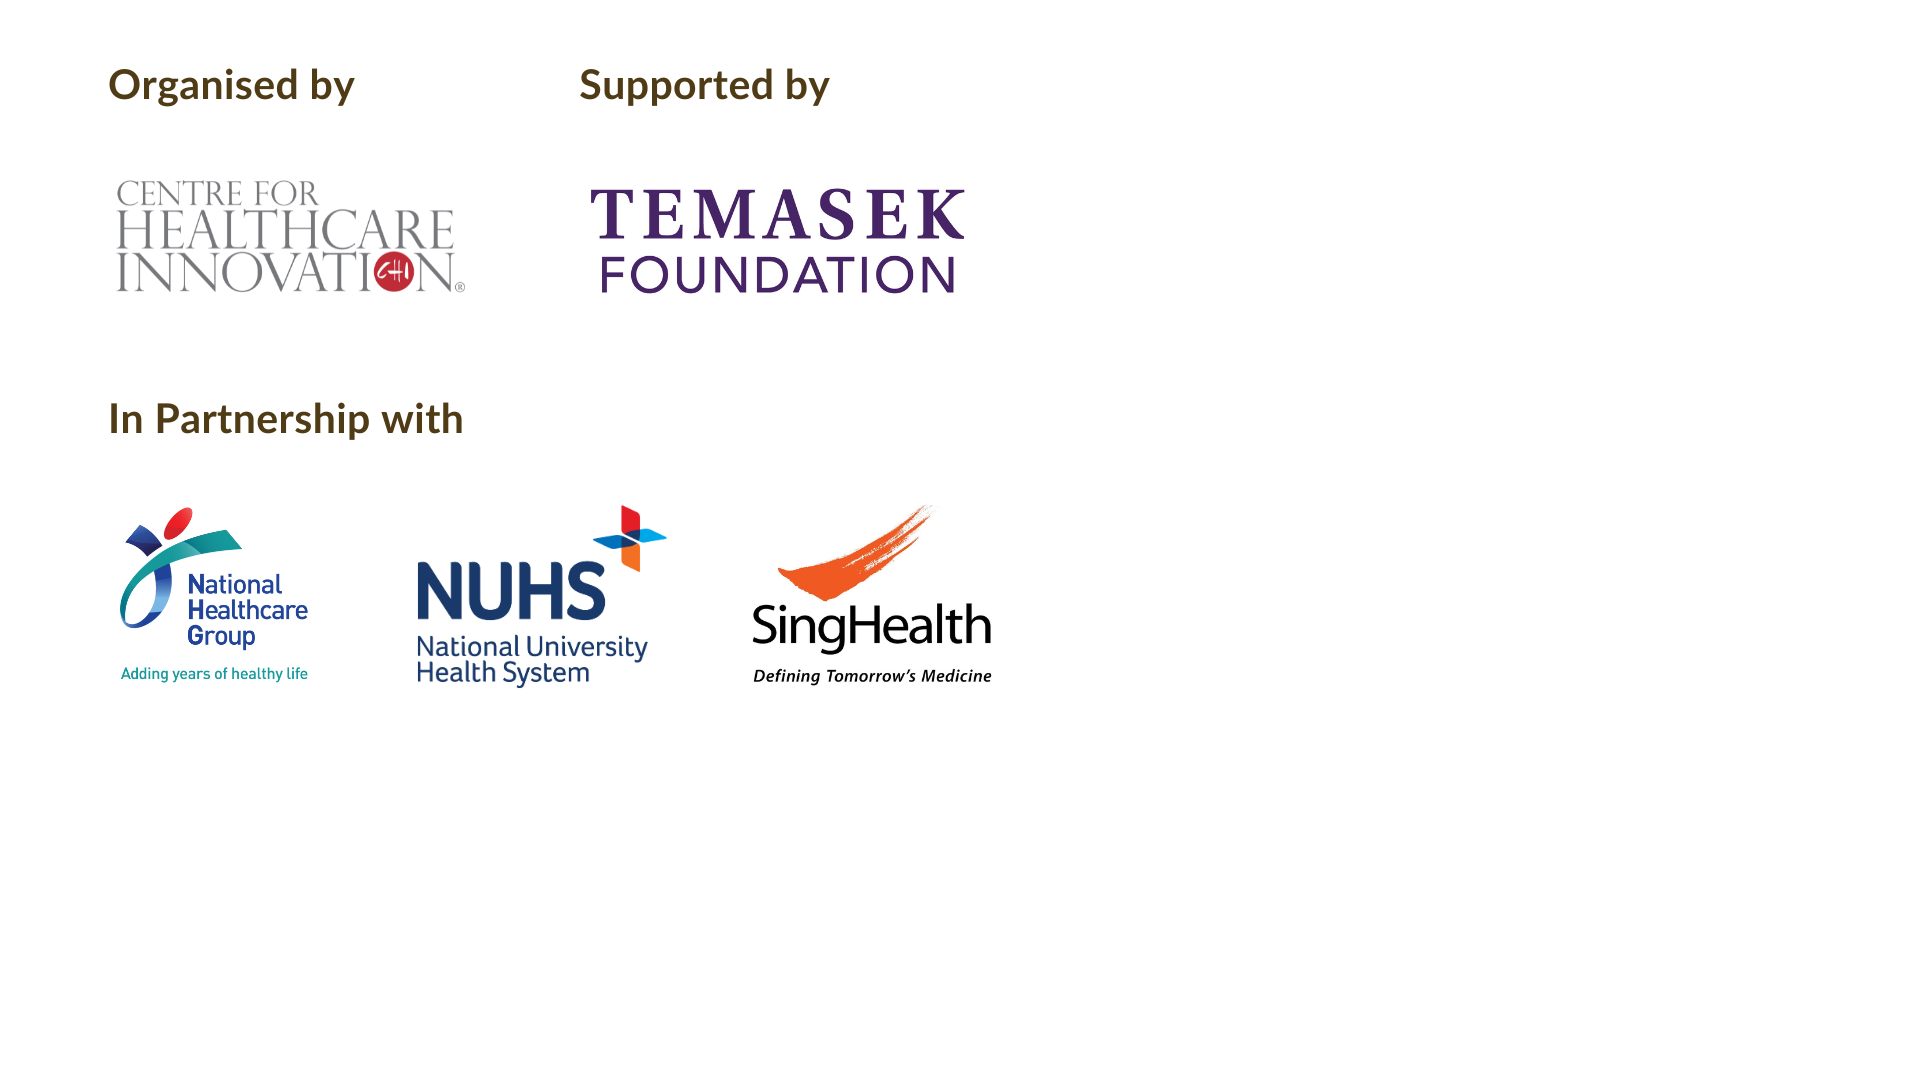 Organised by
CENTRE FOR
HEALTHCARE
INNOVATION®
CHI
Supported by
TEMASEK
FOUNDATION
In Partnership with
National
Healthcare
Group
Adding years of healthy life
NUHS
National University
Health System
SingHealth
Defining Tomorrow's Medicine